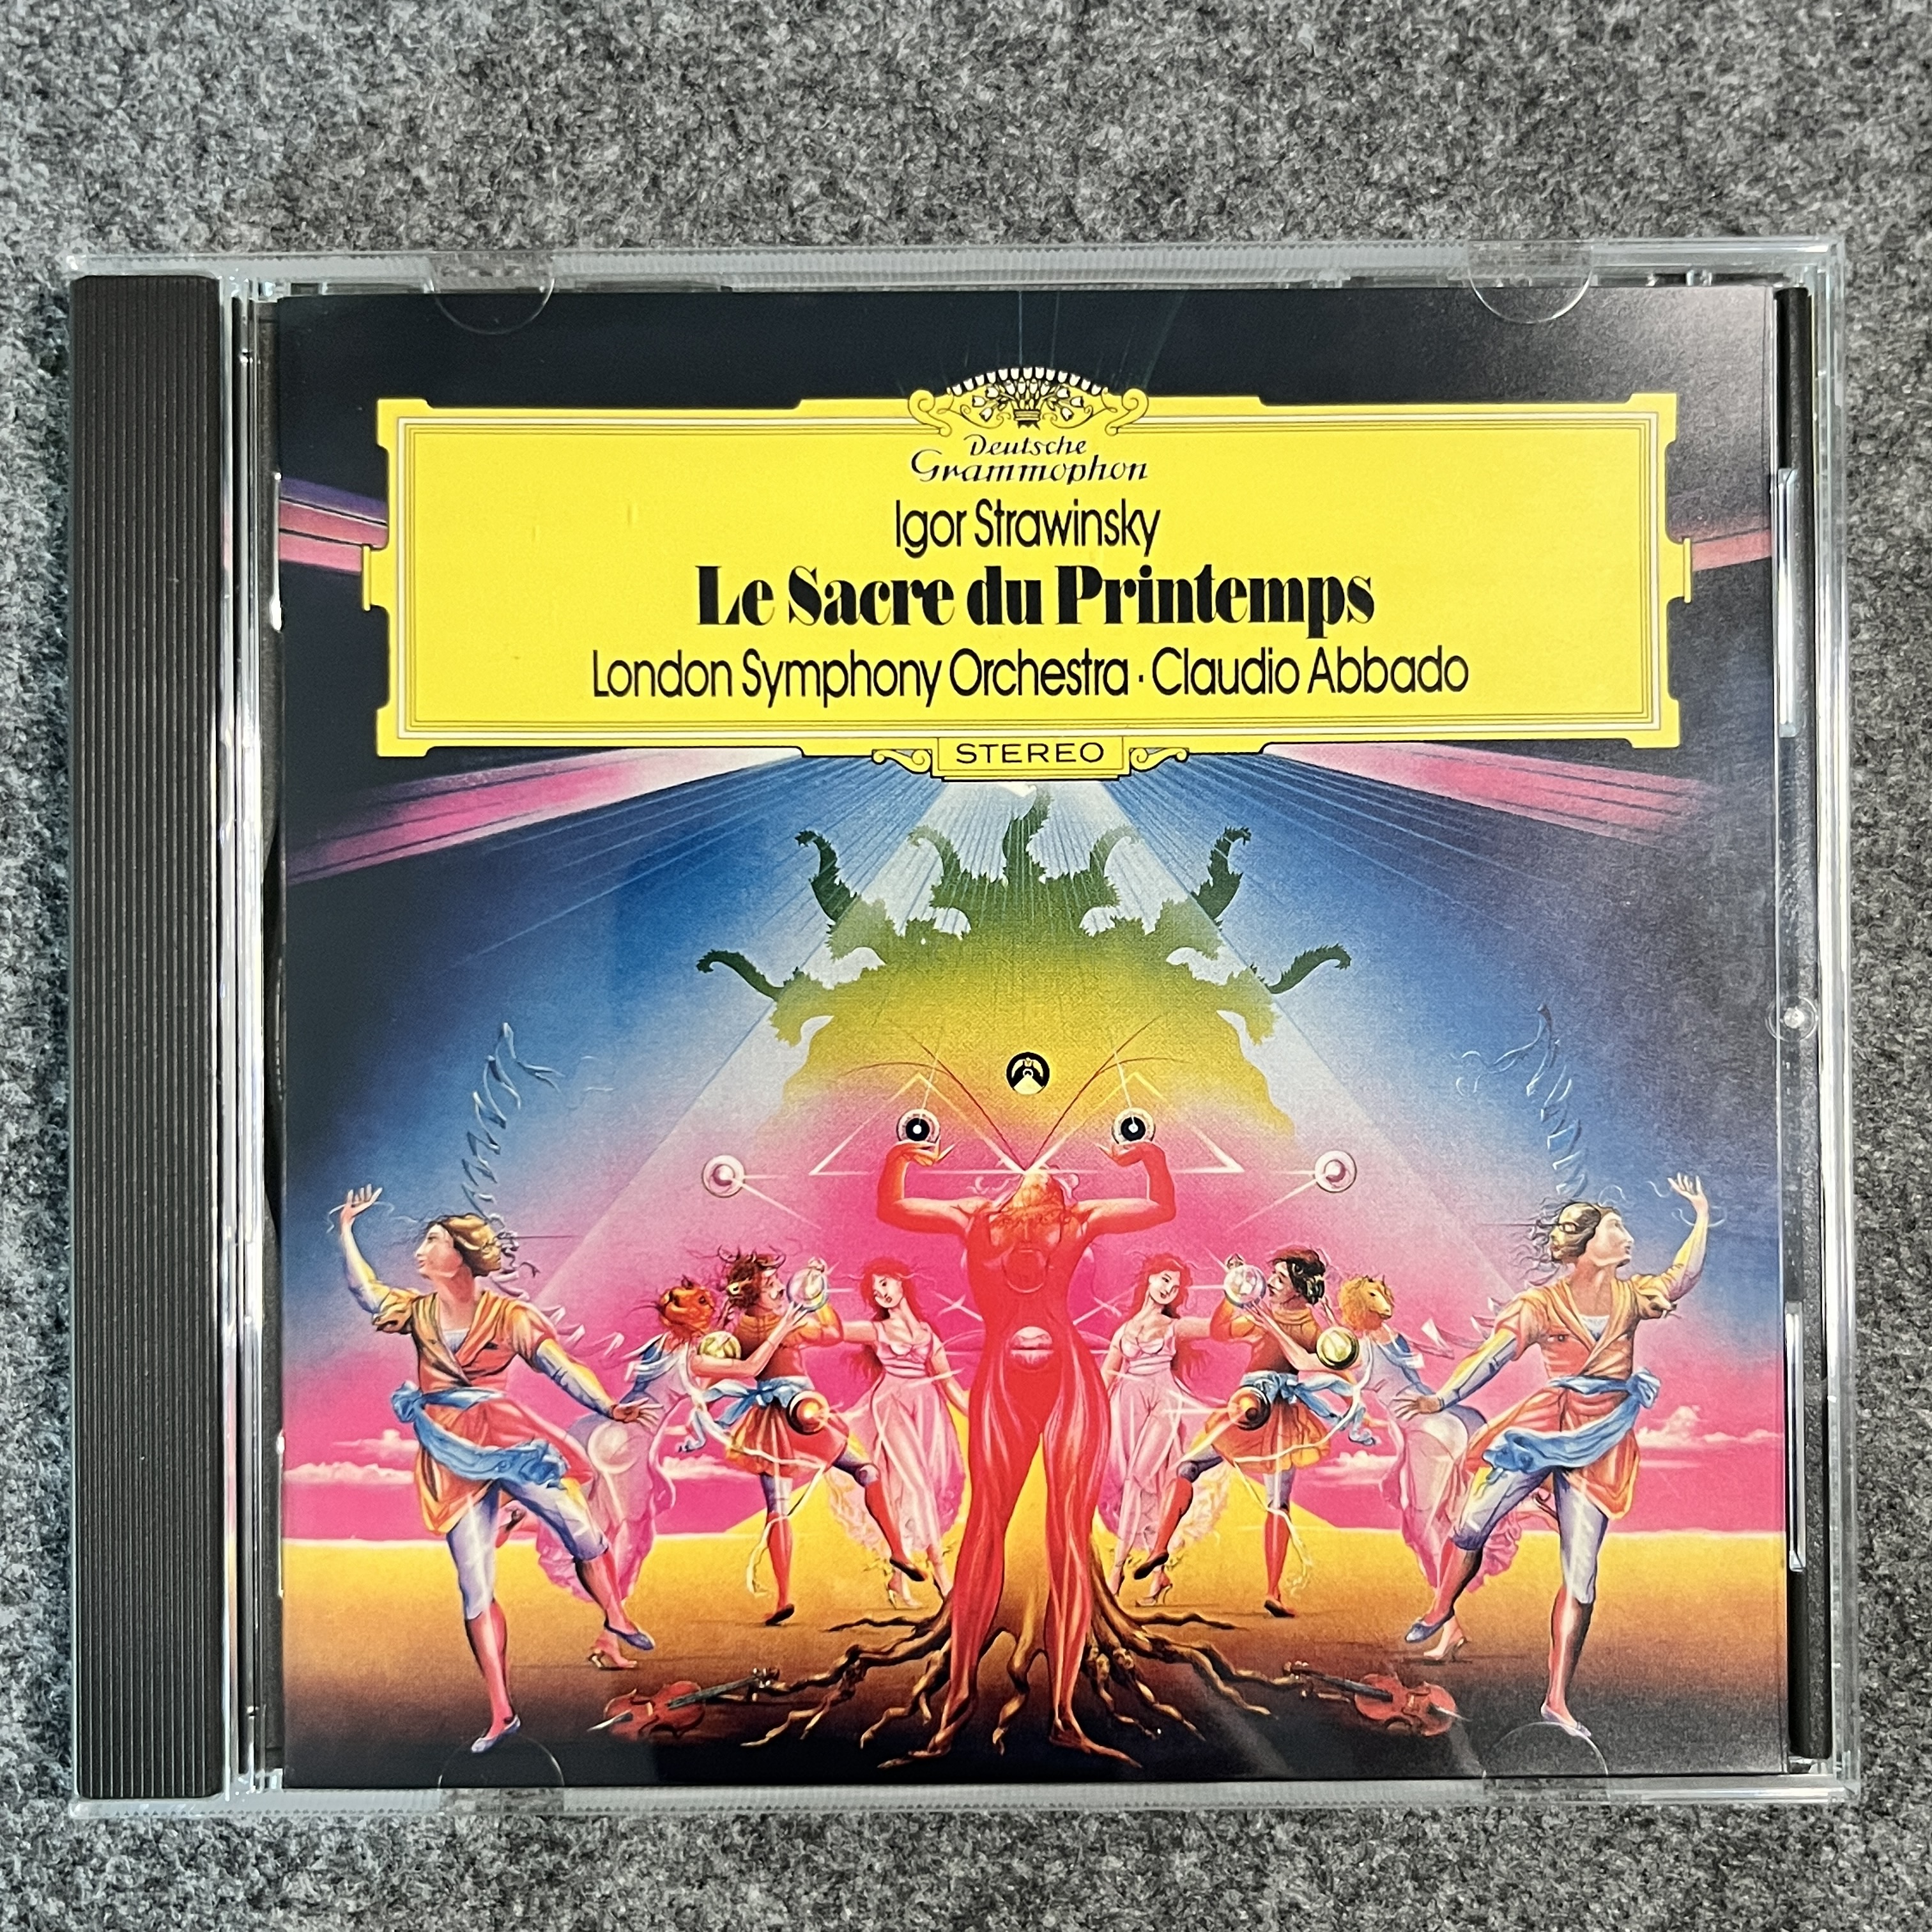 Deutsche
Grammophon
Igor Strawinsky
Le Sacre du Printemps
London Symphony Orchestra · Claudio Abbado
STEREO